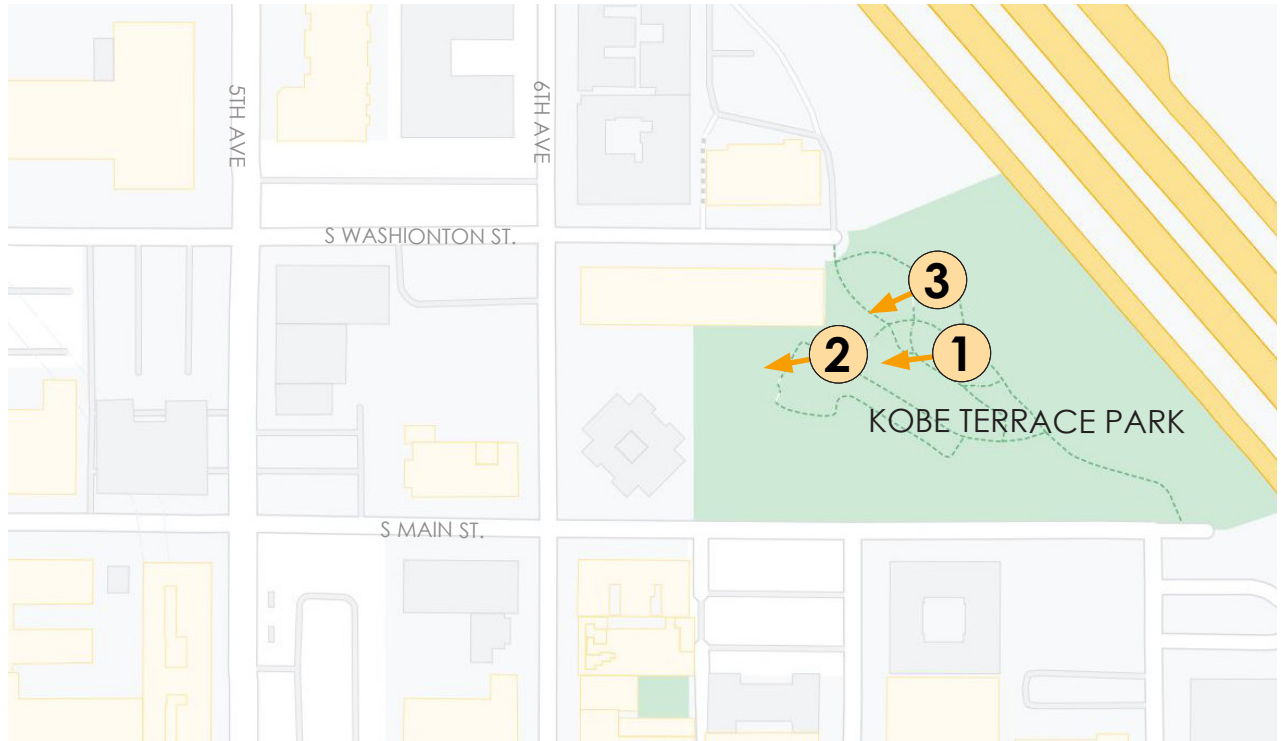 5TH AVE
6TH AVE
S WASHIONTON ST.
3
2
1
KOBE TERRACE PARK
S MAIN ST.